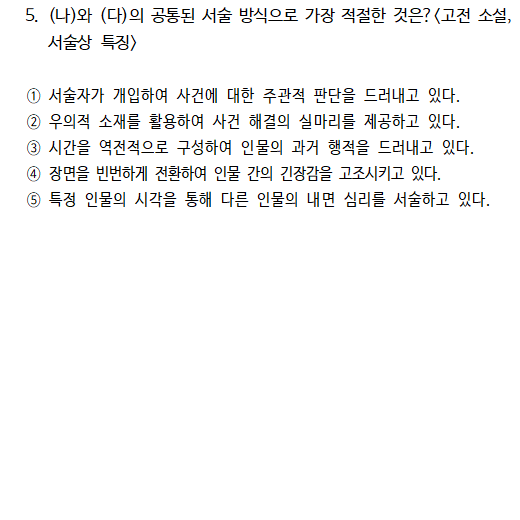 5. (나)와 (다)의 공통된 서술 방식으로 가장 적절한 것은?〈고전 소설,
서술상 특징〉
① 서술자가 개입하여 사건에 대한 주관적 판단을 드러내고 있다.
② 우의적 소재를 활용하여 사건 해결의 실마리를 제공하고 있다.
③ 시간을 역전적으로 구성하여 인물의 과거 행적을 드러내고 있다.
④ 장면을 빈번하게 전환하여 인물 간의 긴장감을 고조시키고 있다.
⑤ 특정 인물의 시각을 통해 다른 인물의 내면 심리를 서술하고 있다.